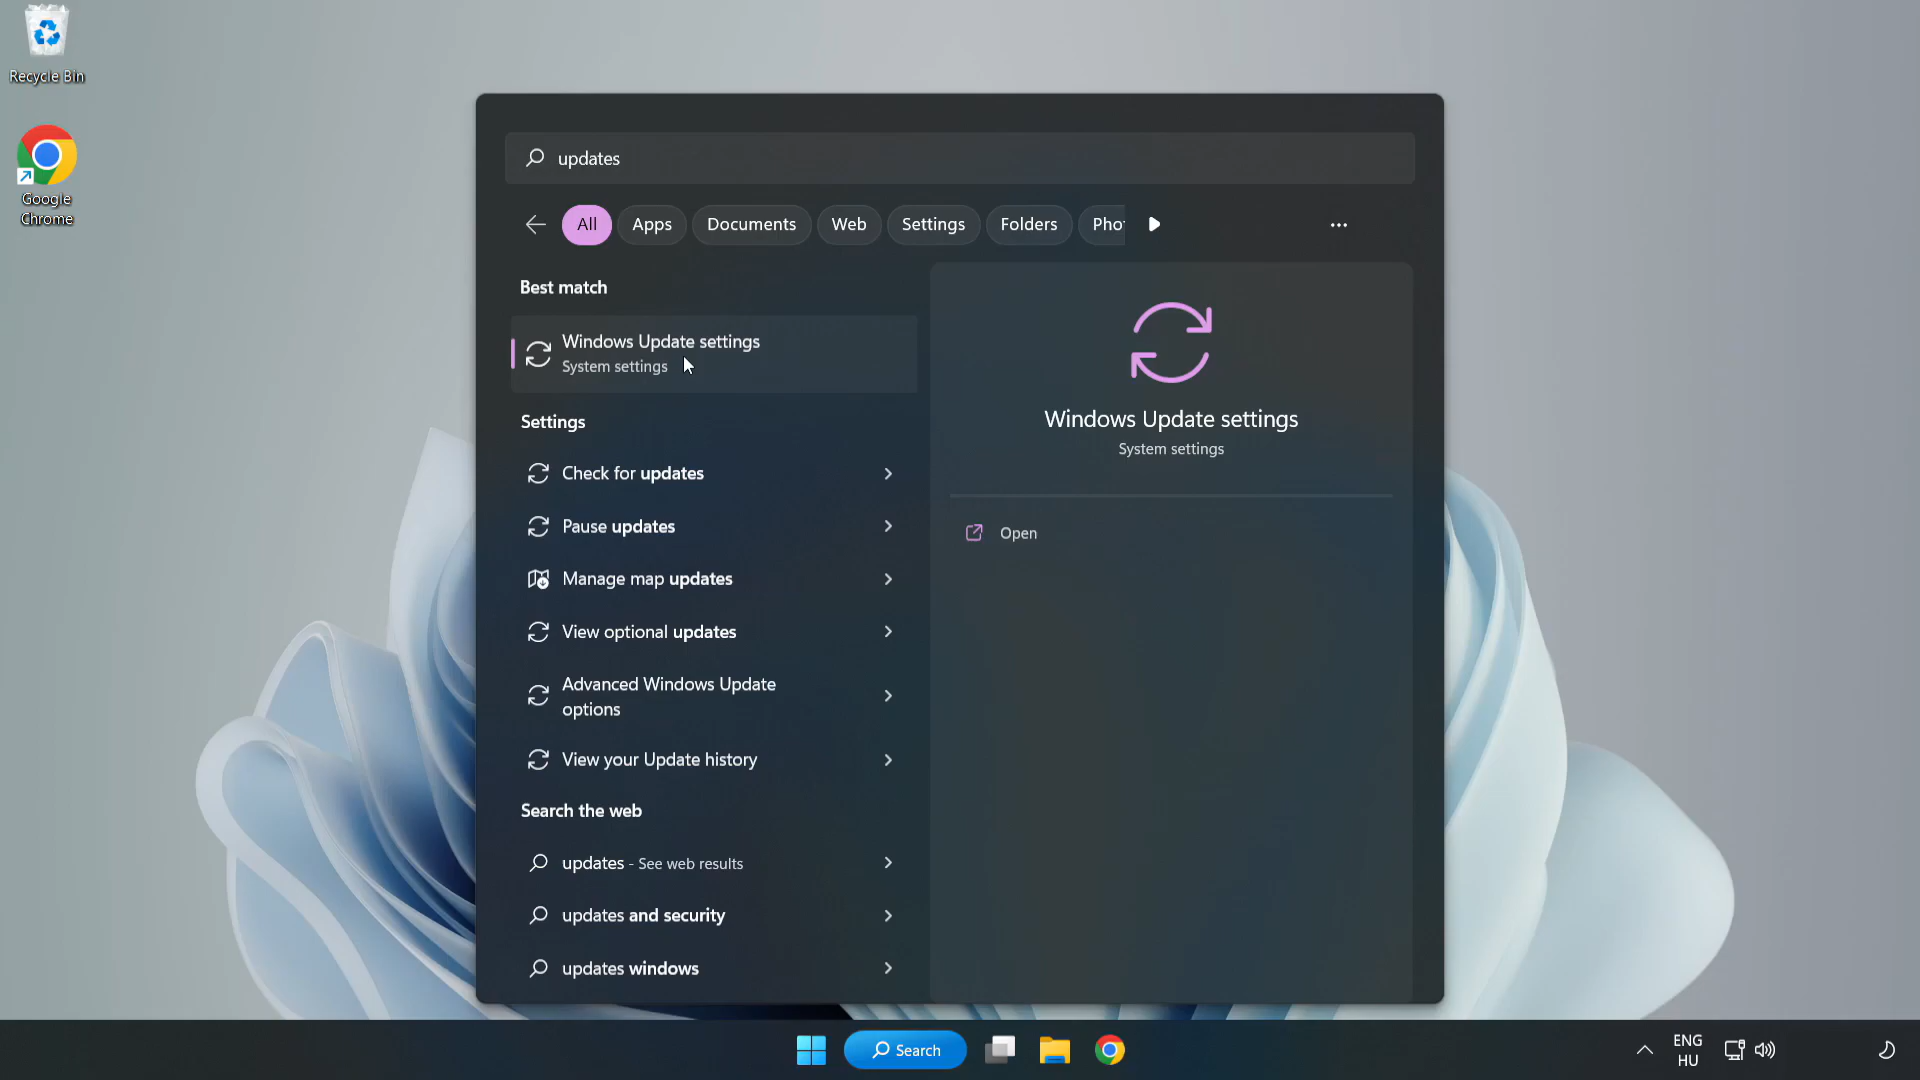 Recycle Bin
Google
Chrome
updates
All
Apps
Documents
Web
Settings
Folders
Best match
Windows Update settings
System settings
Settings
Check for updates
Pause updates
Manage map updates
View optional updates
Advanced Windows Update
options
View your Update history
Search the web
updates - See web results
updates and security
updates windows
Windows Update settings
System settings
Open
Search
ENG
HU